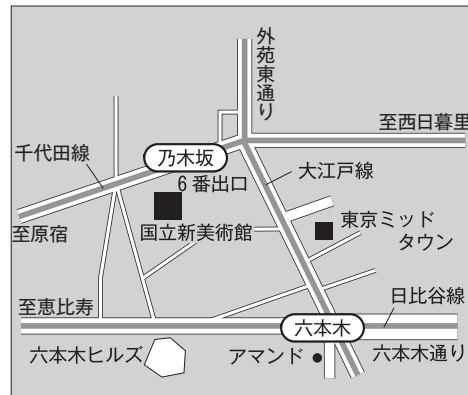 外苑東通り
至西日暮里
千代田線
乃木坂
6番出口
大江戸線
国立新美術館
東京ミッド
タウン
至原宿
至恵比寿
日比谷線
六本木
六本木ヒルズ
アマンド
六本木通り